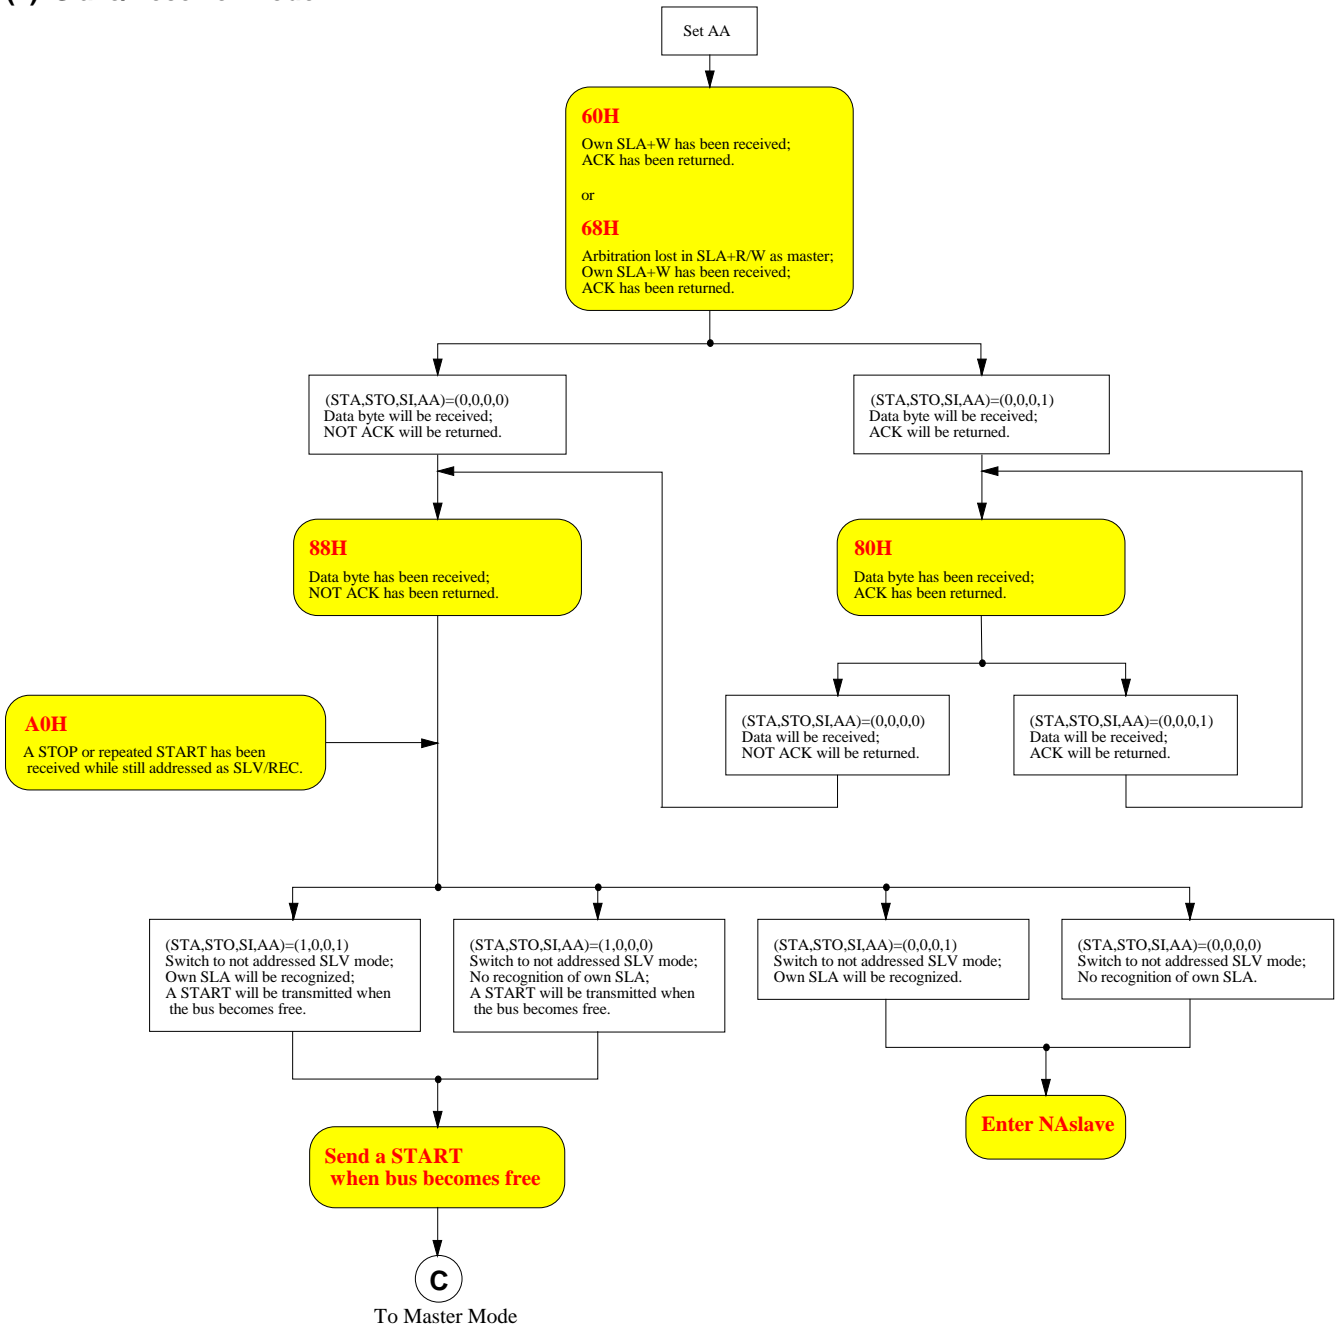 Set AA
60H
Own SLA+W has been received;
ACK has been returned.
or
68H
Arbitration lost in SLA+R/W as master;
Own SLA+W has been received;
ACK has been returned.
(STA,STO,SI,AA)=(0,0,0,0)
Data byte will be received;
NOT ACK will be returned.
(STA,STO,SI,AA)=(0,0,0,1)
Data byte will be received;
ACK will be returned.
88H
Data byte has been received;
NOT ACK has been returned.
80H
Data byte has been received;
ACK has been returned.
A0H
A STOP or repeated START has been
received while still addressed as SLV/REC.
(STA,STO,SI,AA)=(0,0,0,0)
Data will be received;
NOT ACK will be returned.
(STA,STO,SI,AA)=(0,0,0,1)
Data will be received;
ACK will be returned.
(STA,STO,SI,AA)=(1,0,0,1)
Switch to not addressed SLV mode;
Own SLA will be recognized;
A START will be transmitted when
the bus becomes free.
(STA,STO,SI,AA)=(1,0,0,0)
Switch to not addressed SLV mode;
No recognition of own SLA;
A START will be transmitted when
the bus becomes free.
(STA,STO,SI,AA)=(0,0,0,1)
Switch to not addressed SLV mode;
Own SLA will be recognized.
(STA,STO,SI,AA)=(0,0,0,0)
Switch to not addressed SLV mode;
No recognition of own SLA.
Send a START
when bus becomes free
Enter NAslave
C
To Master Mode